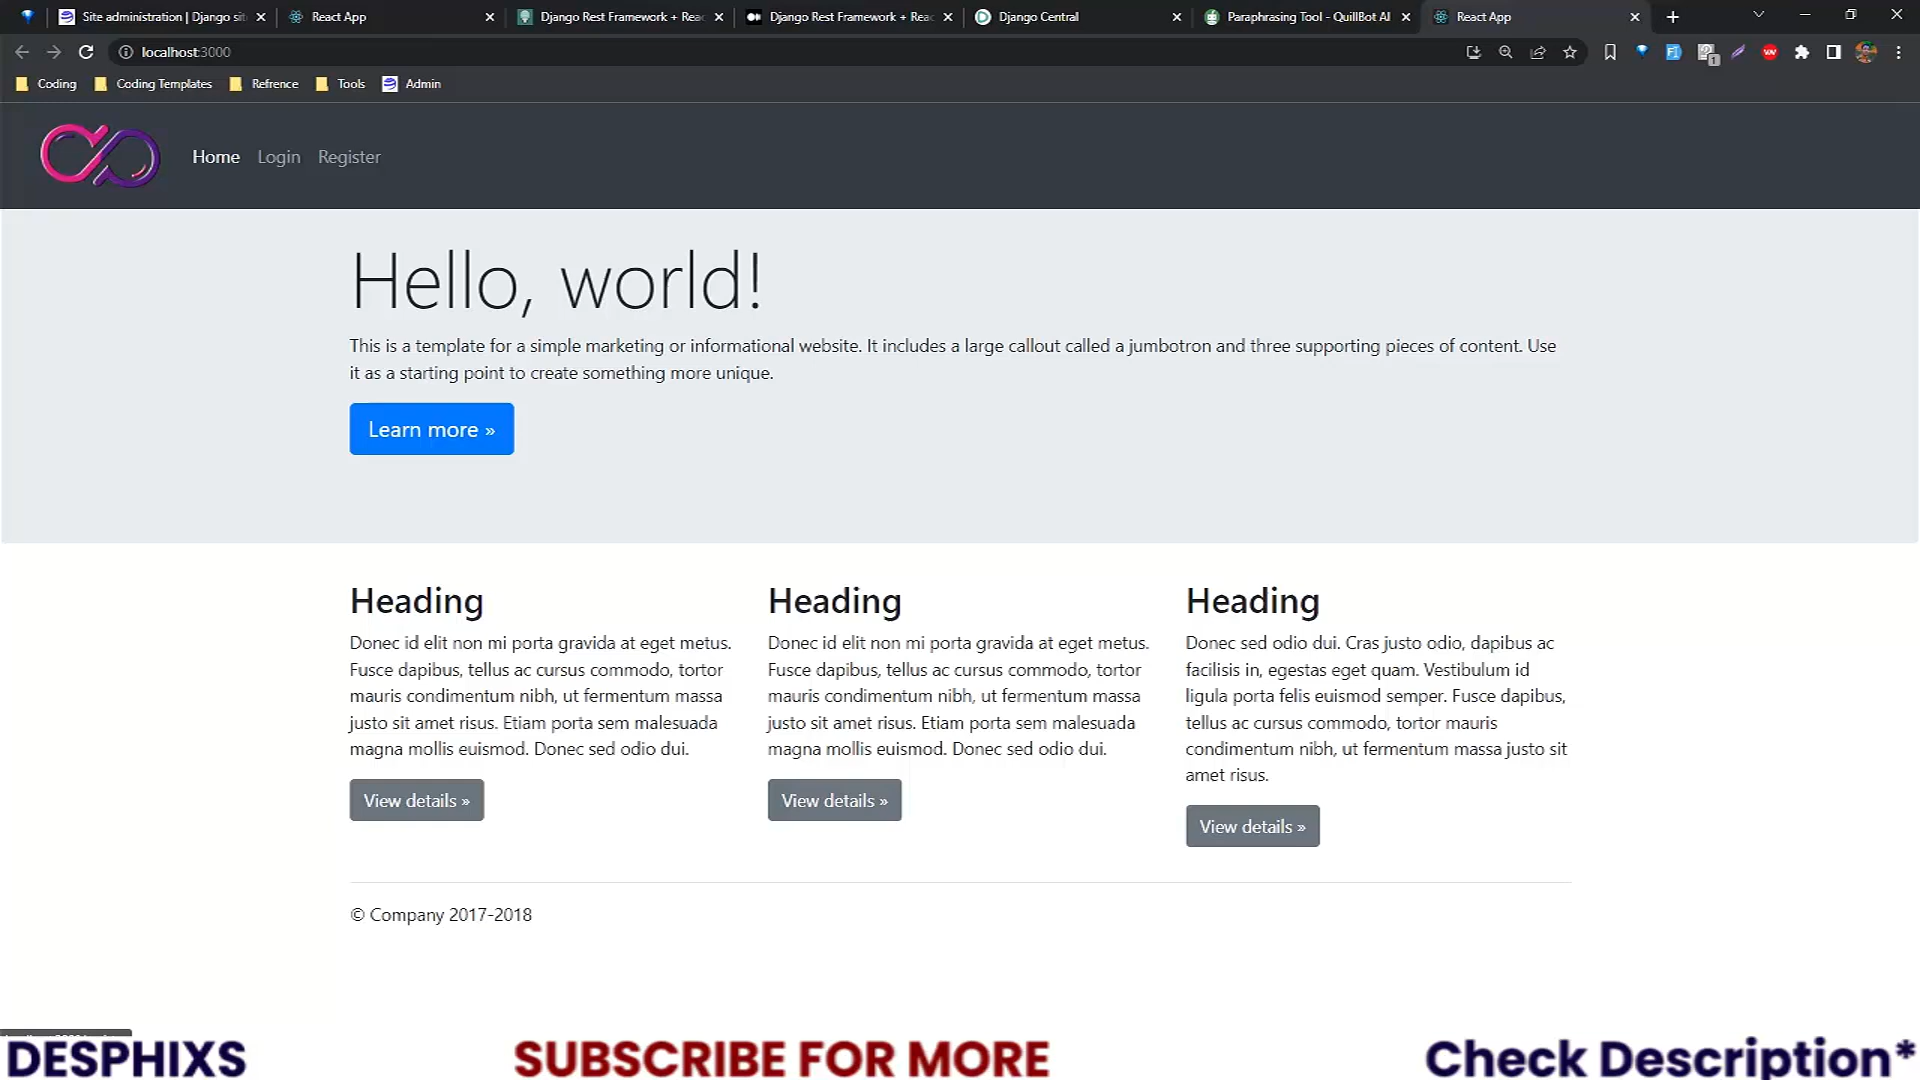 Site administration | Django sit
React App
Django Rest Framework + Reac
Django Rest Framework + Reac
Django Central
Paraphrasing Tool - QuillBot AI
React App
localhost:3000
Coding
Coding Templates
Refrence
Tools
Admin
Home
Login
Register
Hello, world!
This is a template for a simple marketing or informational website. It includes a large callout called a jumbotron and three supporting pieces of content. Use
it as a starting point to create something more unique.
Learn more »
Heading
Donec id elit non mi porta gravida at eget metus.
Fusce dapibus, tellus ac cursus commodo, tortor
mauris condimentum nibh, ut fermentum massa
justo sit amet risus. Etiam porta sem malesuada
magna mollis euismod. Donec sed odio dui.
View details »
Heading
Donec id elit non mi porta gravida at eget metus.
Fusce dapibus, tellus ac cursus commodo, tortor
mauris condimentum nibh, ut fermentum massa
justo sit amet risus. Etiam porta sem malesuada
magna mollis euismod. Donec sed odio dui.
View details »
Heading
Donec sed odio dui. Cras justo odio, dapibus ac
facilisis in, egestas eget quam. Vestibulum id
ligula porta felis euismod semper. Fusce dapibus,
tellus ac cursus commodo, tortor mauris
condimentum nibh, ut fermentum massa justo sit
amet risus.
View details »
© Company 2017-2018
DESPHIXS
SUBSCRIBE FOR MORE
Check Description*